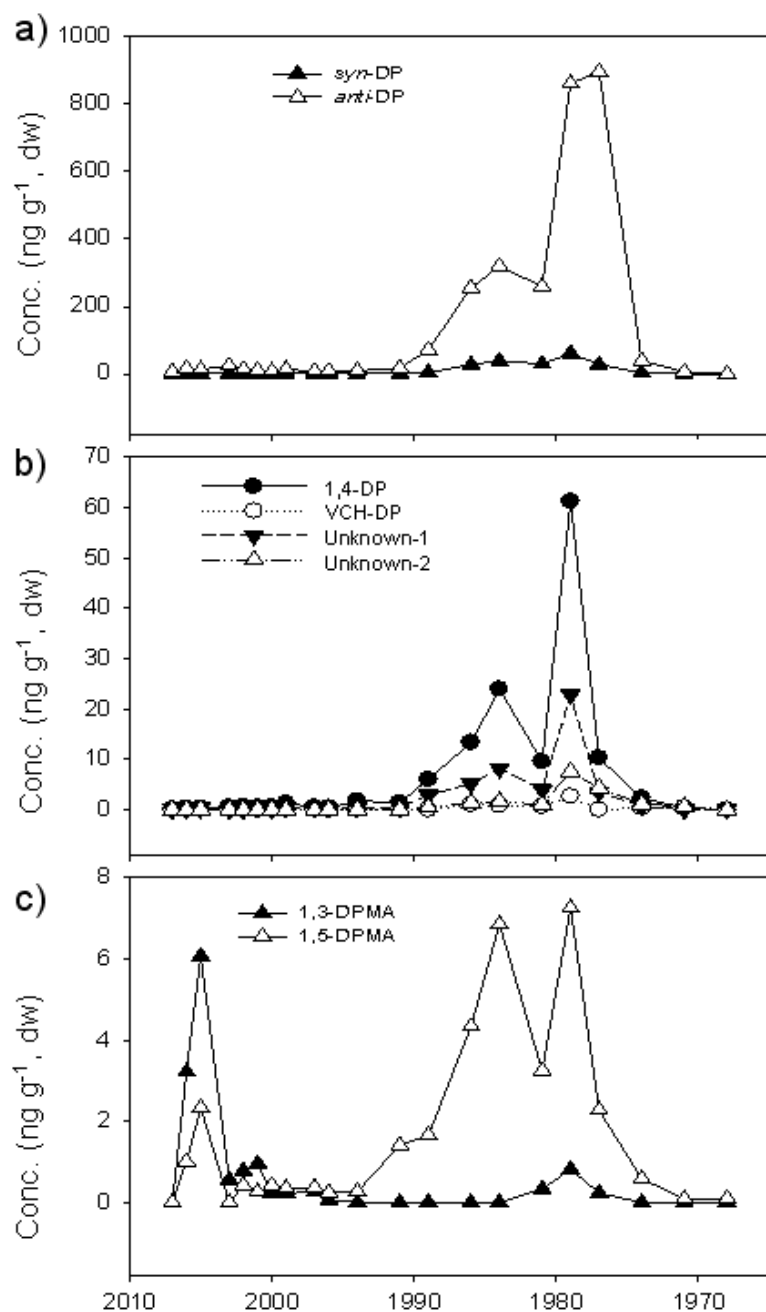 a)
1000
800
600
400
200
0
Conc. (ng g⁻¹, dw)
syn-DP
anti-DP
b)
70
60
50
40
30
20
10
0
Conc. (ng g⁻¹, dw)
1,4-DP
VCH-DP
Unknown-1
Unknown-2
c)
8
6
4
2
0
Conc. (ng g⁻¹, dw)
1,3-DPMA
1,5-DPMA
2010 2000 1990 1980 1970